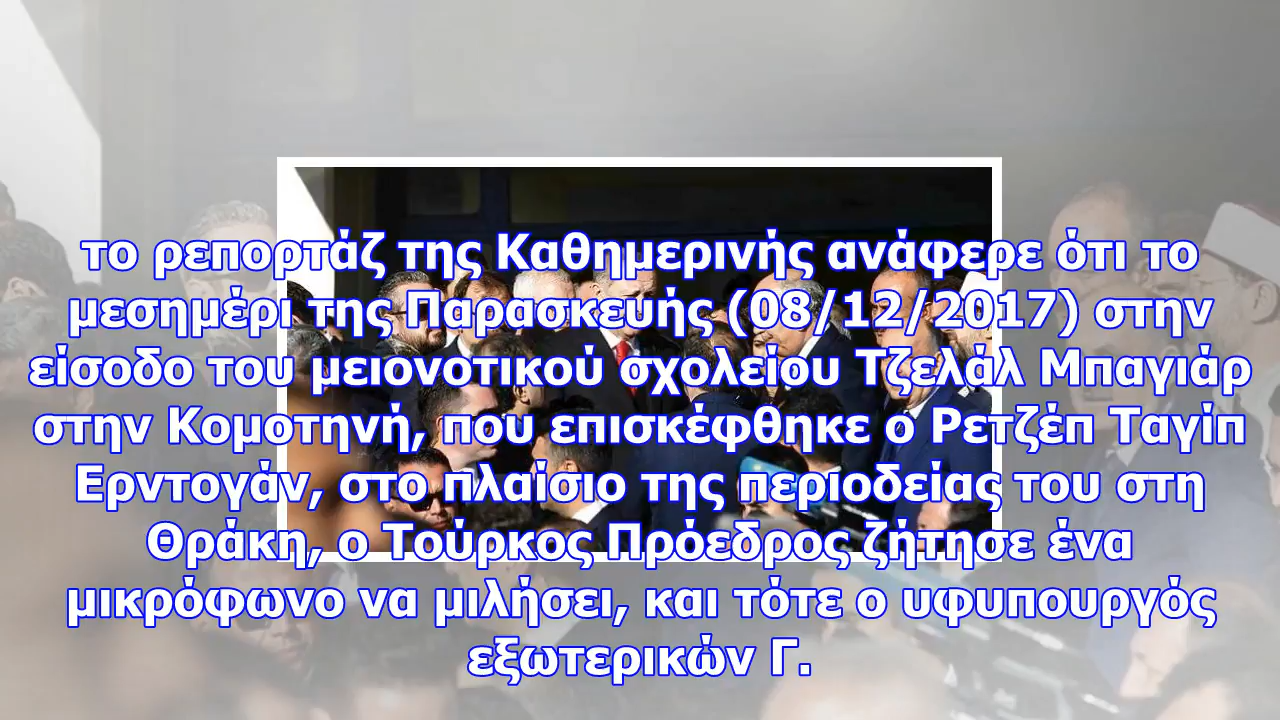 το ρεπορτάζ της Καθημερινής ανάφερε ότι το
μεσημέρι της Παρασκευής (08/12/2017) στην
είσοδο του μειονοτικού σχολείου Τζελάλ Μπαγιάρ
στην Κομοτηνή, που επισκέφθηκε ο Ρετζέπ Ταγίπ
Ερντογάν, στο πλαίσιο της περιοδείας του στη
Θράκη, ο Τούρκος Πρόεδρος ζήτησε ένα
μικρόφωνο να μιλήσει, και τότε ο υφυπουργός
εξωτερικών Γ.